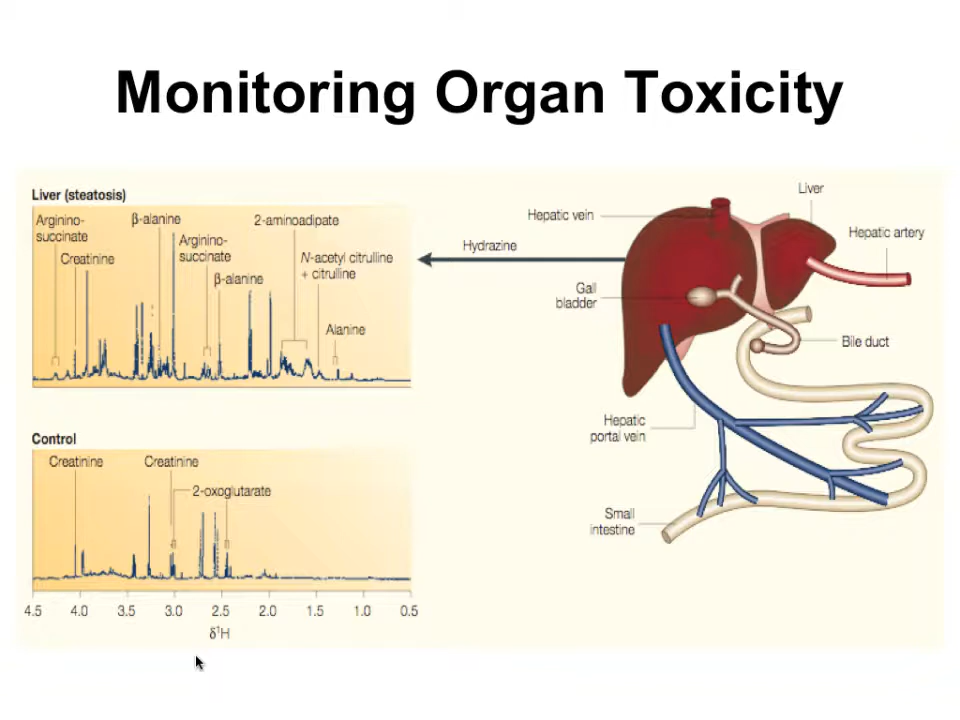 Monitoring Organ Toxicity
Liver (steatosis)
Arginino-
succinate
β-alanine
2-aminoadipate
Creatinine
Arginino-
succinate
N-acetyl citrulline
+ citrulline
β-alanine
Alanine
Hydrazine
Hepatic vein
Liver
Hepatic artery
Gall
bladder
Bile duct
Hepatic
portal vein
Small
intestine
Control
Creatinine
Creatinine
2-oxoglutarate
4.5 4.0 3.5 3.0 2.5 2.0 1.5 1.0 0.5
δ¹H